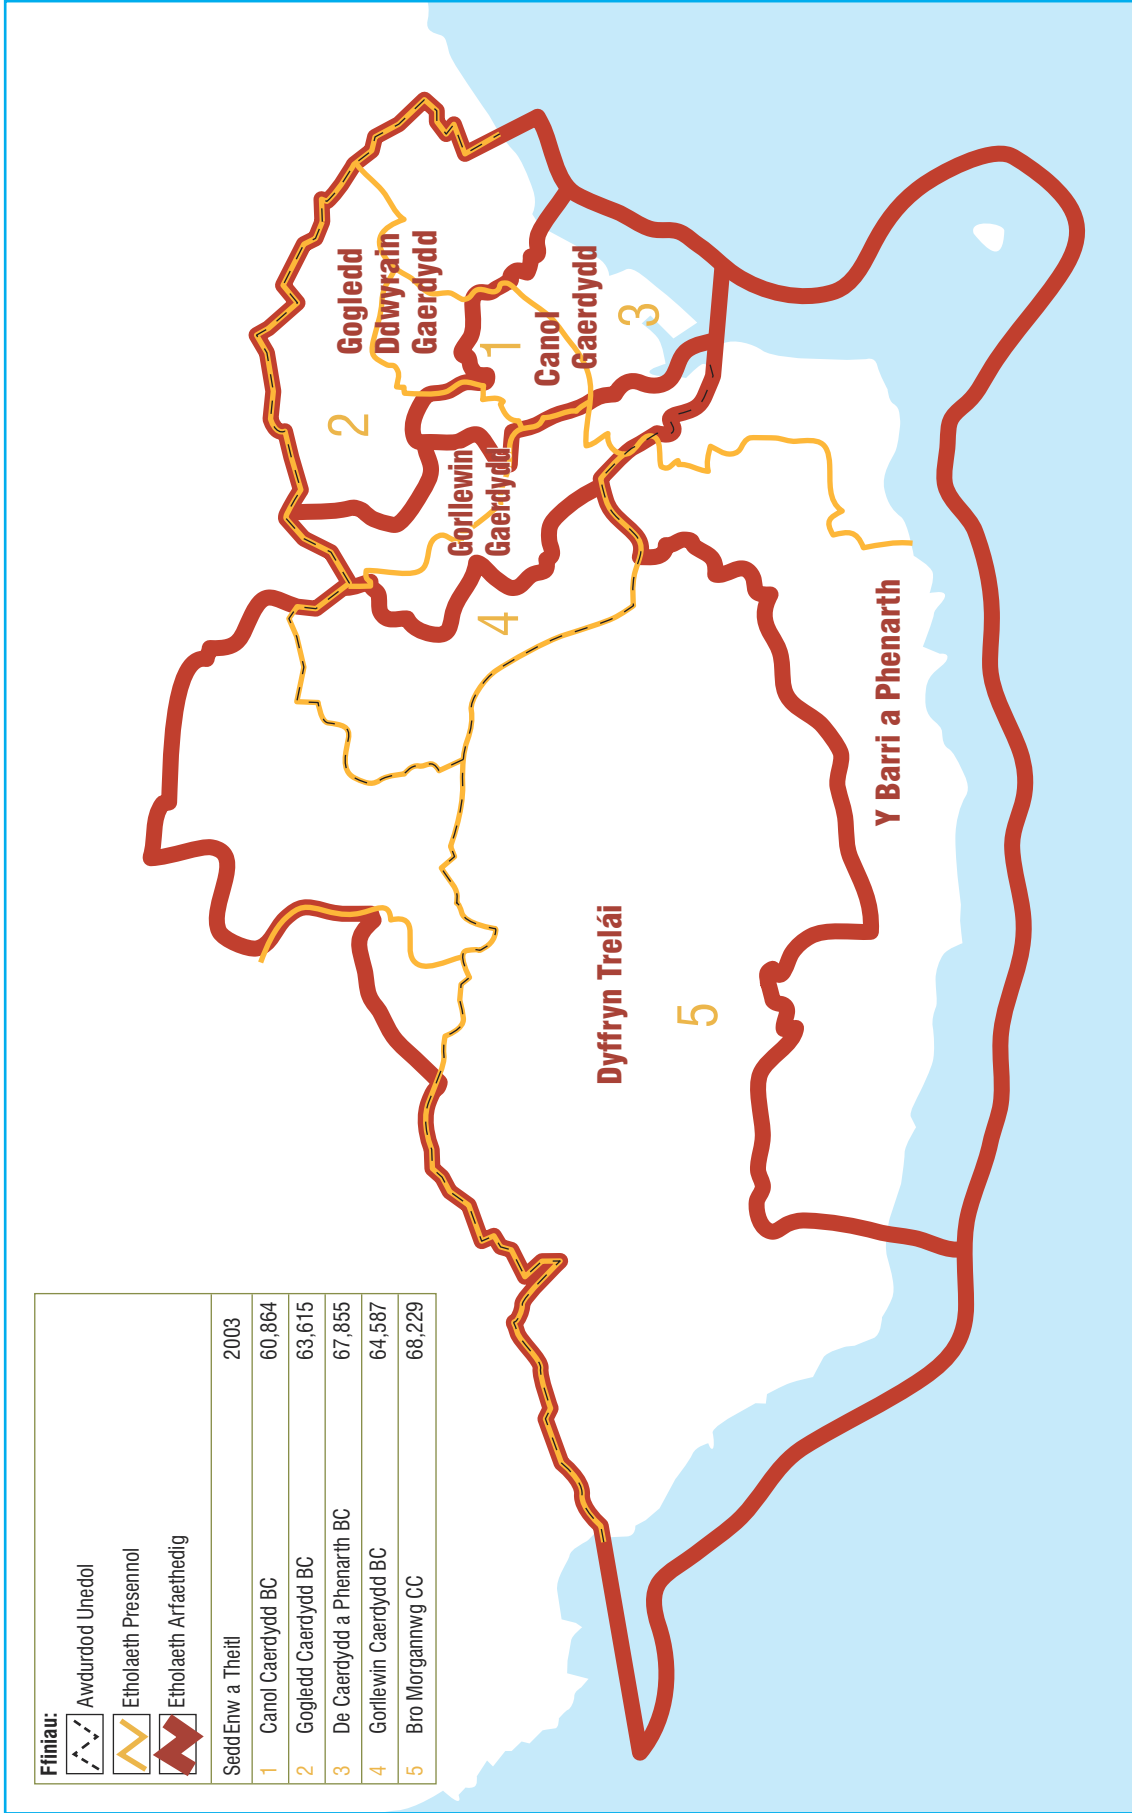 Ffiniau:
Awdurdod Unedol
Etholaeth Presennol
Etholaeth Arfaethedig
Sedd Enw a Theitl 2003
1 Canol Caerdydd BC 60,864
2 Gogledd Caerdydd BC 63,615
3 De Caerdydd a Phenarth BC 67,855
4 Gorllewin Caerdydd BC 64,587
5 Bro Morgannwg CC 68,229
Gogledd
Ddwyrain
Gaerdydd
2
1
Gorllewin
Gaerdydd
Canol
Gaerdydd
3
4
Dyffryn Trelái
5
Y Barri a Phenarth